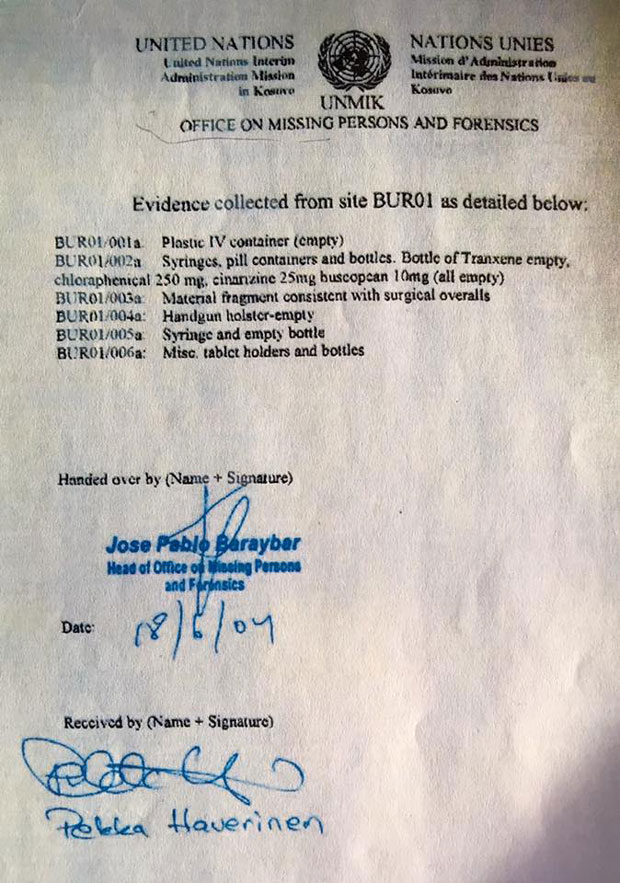 UNITED NATIONS
United Nations Interim
Administration Mission
in Kosovo
NATIONS UNIES
Mission d'Administration
Intérimaire des Nations Unies au
Kosovo
UNMIK
OFFICE ON MISSING PERSONS AND FORENSICS
Evidence collected from site BUR01 as detailed below:
BUR01/001a: Plastic IV container (empty)
BUR01/002a Syringes, pill containers and bottles. Bottle of Tranxene empty,
chloraphenical 250 mg, cinarizine 25mg buscopean 10mg (all empty)
BUR01/003a: Material fragment consistent with surgical overalls
BUR01/004a: Handgun holster-empty
BUR01/005a: Syringe and empty bottle
BUR01/006a: Misc. tablet holders and bottles
Handed over by (Name + Signature)
Jose Pablo Baraybar
Head of Office on Missing Persons
and Forensics
Date: 18/6/04
Received by (Name + Signature)
Pekka Haverinen